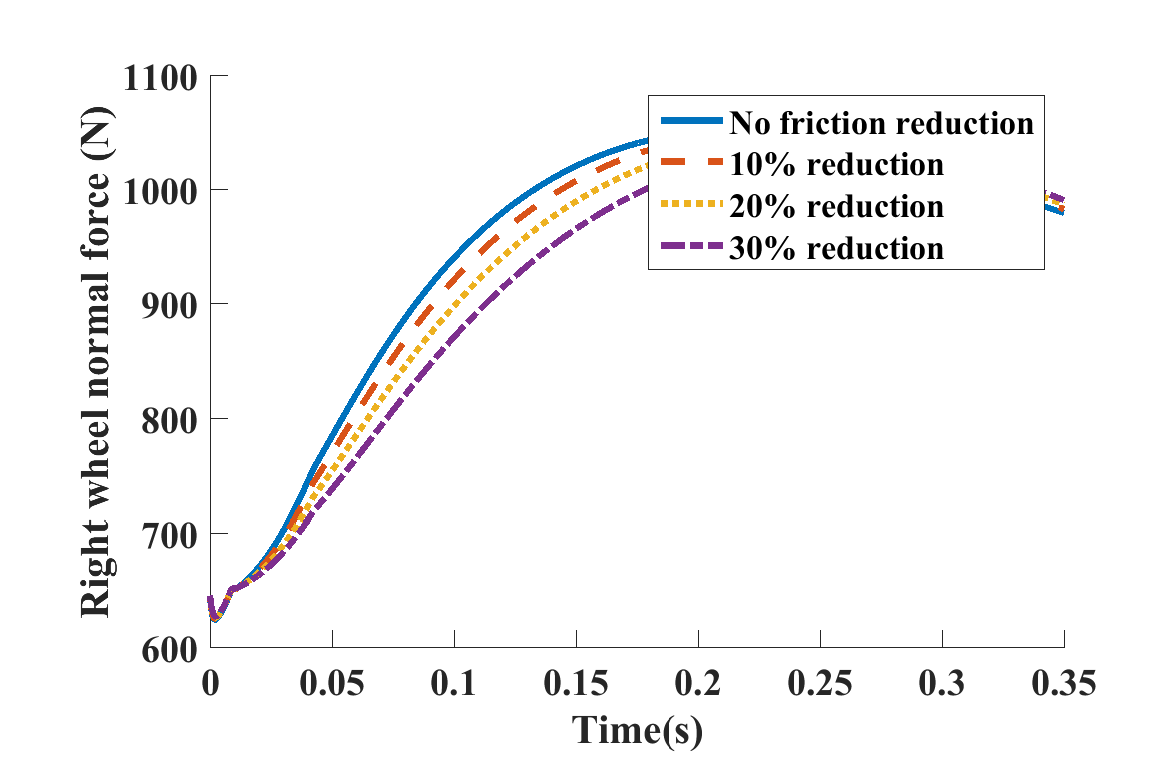 1100
1000
900
800
700
600
Right wheel normal force (N)
No friction reduction
10% reduction
20% reduction
30% reduction
0
0.05
0.1
0.15
0.2
0.25
0.3
0.35
Time(s)